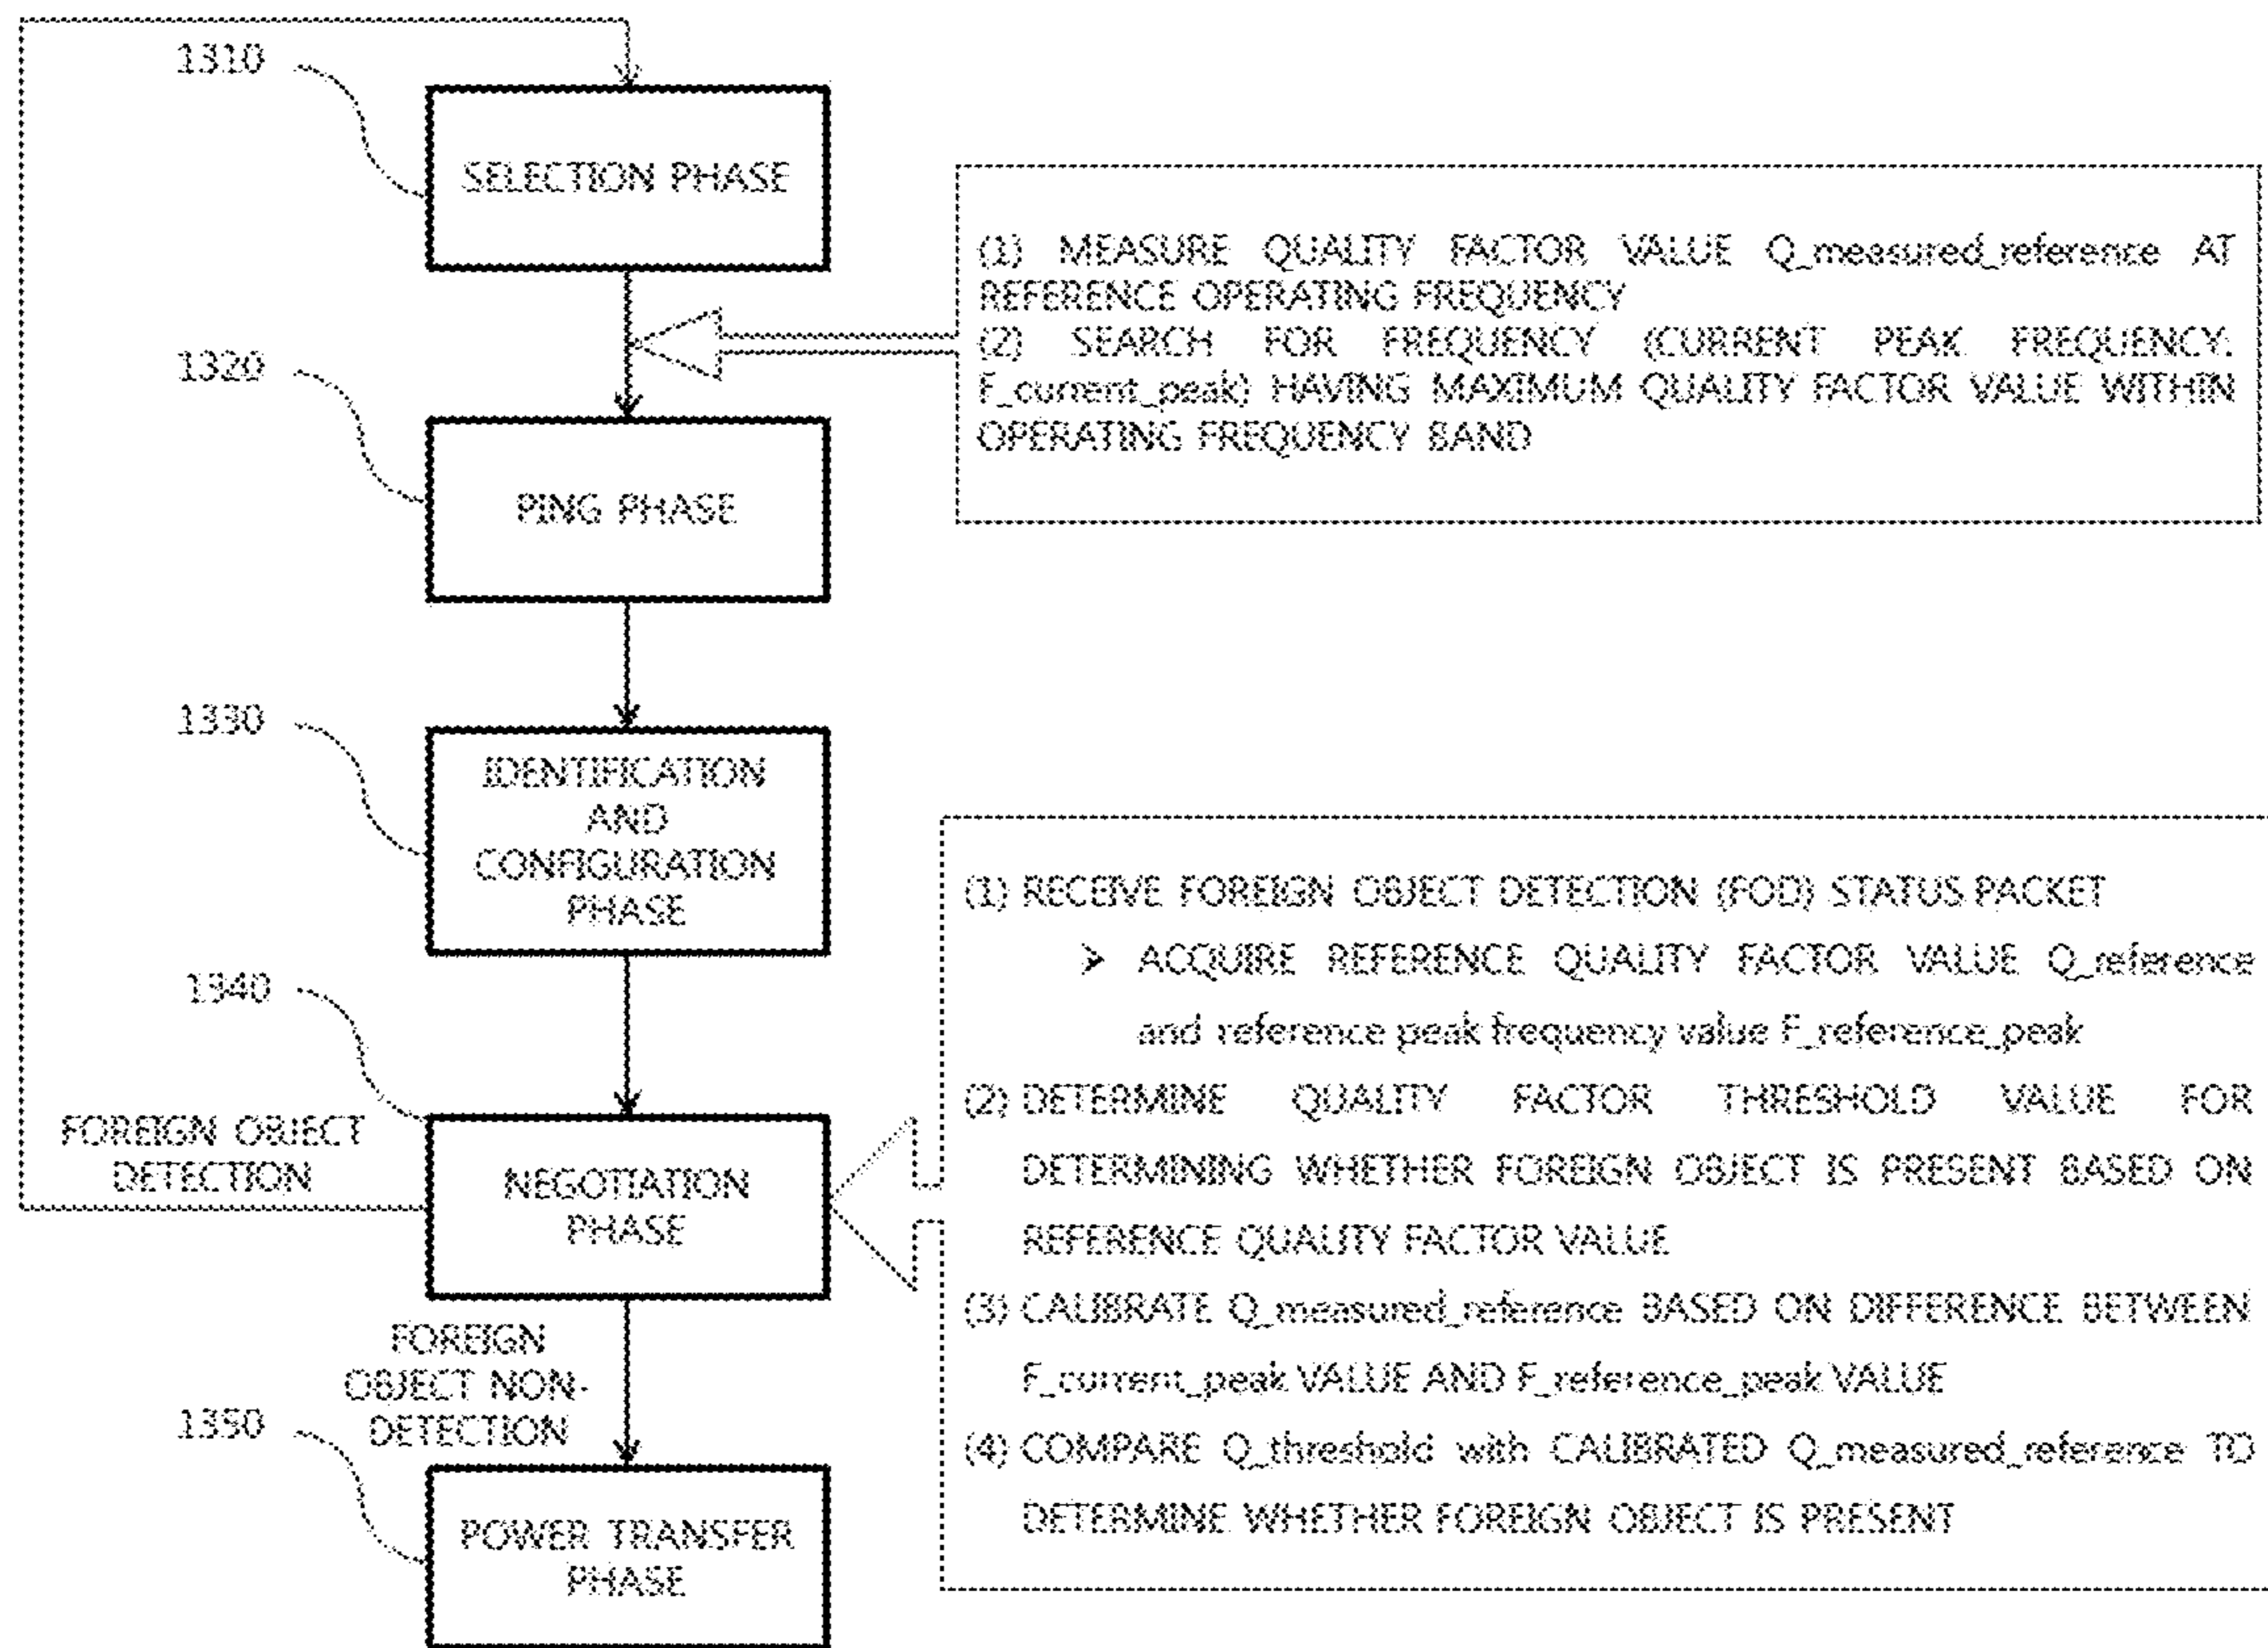 1310
SELECTION PHASE
(1) MEASURE QUALITY FACTOR VALUE Q_measured_reference AT
REFERENCE OPERATING FREQUENCY
(2) SEARCH FOR FREQUENCY (CURRENT PEAK FREQUENCY:
F_current_peak) HAVING MAXIMUM QUALITY FACTOR VALUE WITHIN
OPERATING FREQUENCY BAND
1320
PING PHASE
1330
IDENTIFICATION
AND
CONFIGURATION
PHASE
1340
FOREIGN OBJECT
DETECTION
NEGOTIATION
PHASE
(1) RECEIVE FOREIGN OBJECT DETECTION (FOD) STATUS PACKET
➢ ACQUIRE REFERENCE QUALITY FACTOR VALUE Q_reference
and reference peak frequency value F_reference_peak
(2) DETERMINE QUALITY FACTOR THRESHOLD VALUE FOR
DETERMINING WHETHER FOREIGN OBJECT IS PRESENT BASED ON
REFERENCE QUALITY FACTOR VALUE
(3) CALIBRATE Q_measured_reference BASED ON DIFFERENCE BETWEEN
F_current_peak VALUE AND F_reference_peak VALUE
(4) COMPARE Q_threshold with CALIBRATED Q_measured_reference TO
DETERMINE WHETHER FOREIGN OBJECT IS PRESENT
FOREIGN
OBJECT NON-
DETECTION
1350
POWER TRANSFER
PHASE